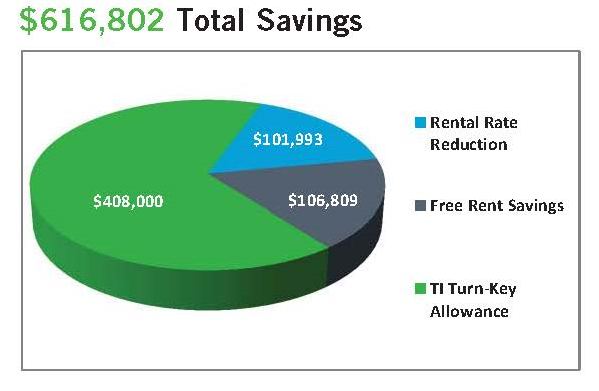 $616,802 Total Savings
$101,993
$408,000
$106,809
Rental Rate
Reduction
Free Rent Savings
TI Turn-Key
Allowance